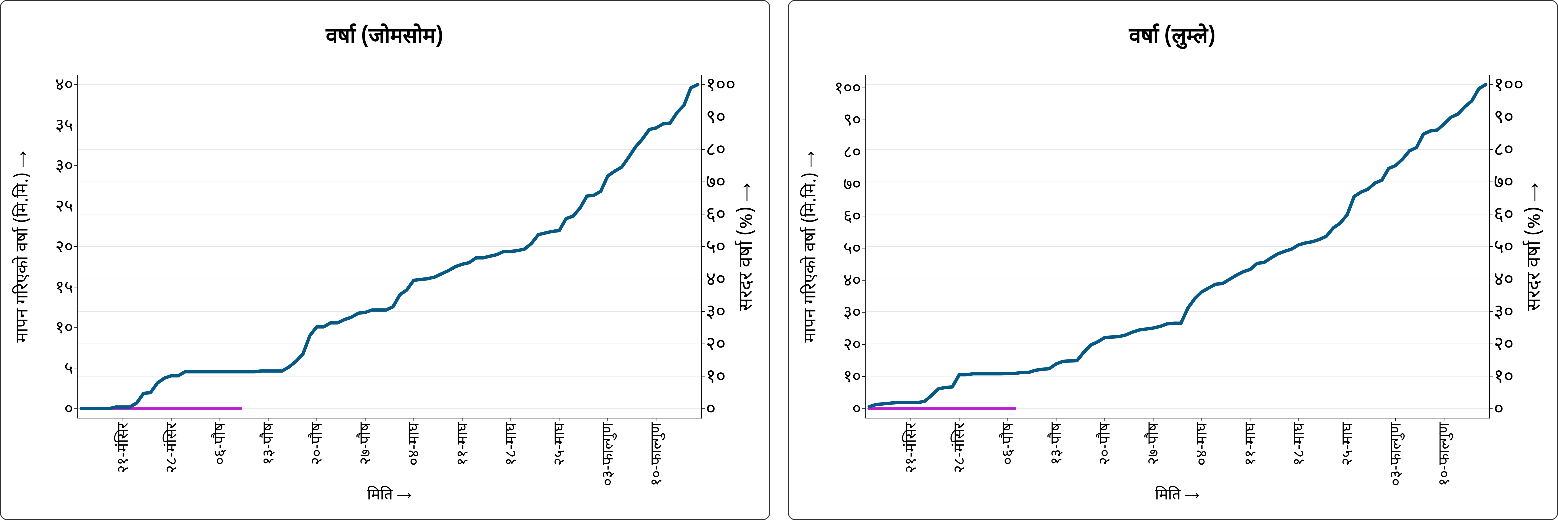 वर्षा (जोमसोम)
मापन गरिएको वर्षा (मि.मि.) →
४०
३५
३०
२५
२०
१५
१०
५
०
१००
९०
८०
७०
६०
५०
४०
३०
२०
१०
०
सरदर वर्षा (%) →
२१-मंसिर
२८-मंसिर
०६-पौष
१३-पौष
२०-पौष
२७-पौष
०४-माघ
११-माघ
१८-माघ
२५-माघ
०३-फाल्गुण
१०-फाल्गुण
मिति →
वर्षा (लुम्ले)
मापन गरिएको वर्षा (मि.मि.) →
१००
९०
८०
७०
६०
५०
४०
३०
२०
१०
०
१००
९०
८०
७०
६०
५०
४०
३०
२०
१०
०
सरदर वर्षा (%) →
२१-मंसिर
२८-मंसिर
०६-पौष
१३-पौष
२०-पौष
२७-पौष
०४-माघ
११-माघ
१८-माघ
२५-माघ
०३-फाल्गुण
१०-फाल्गुण
मिति →